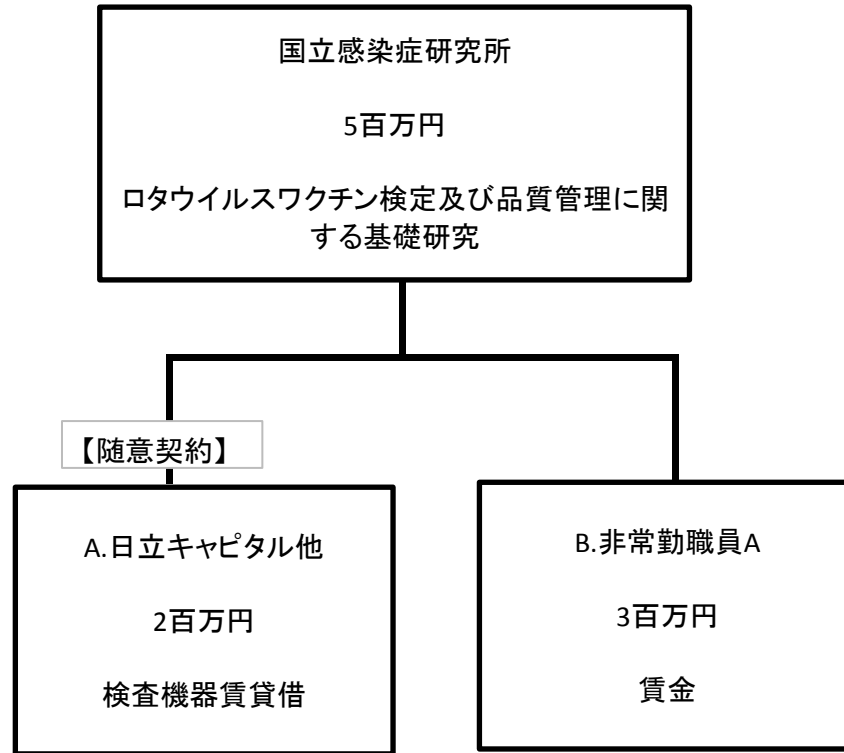 国立感染症研究所
5百万円
ロタウイルスワクチン検定及び品質管理に関
する基礎研究
【随意契約】
A.日立キャピタル他
2百万円
検査機器賃貸借
B.非常勤職員A
3百万円
賃金